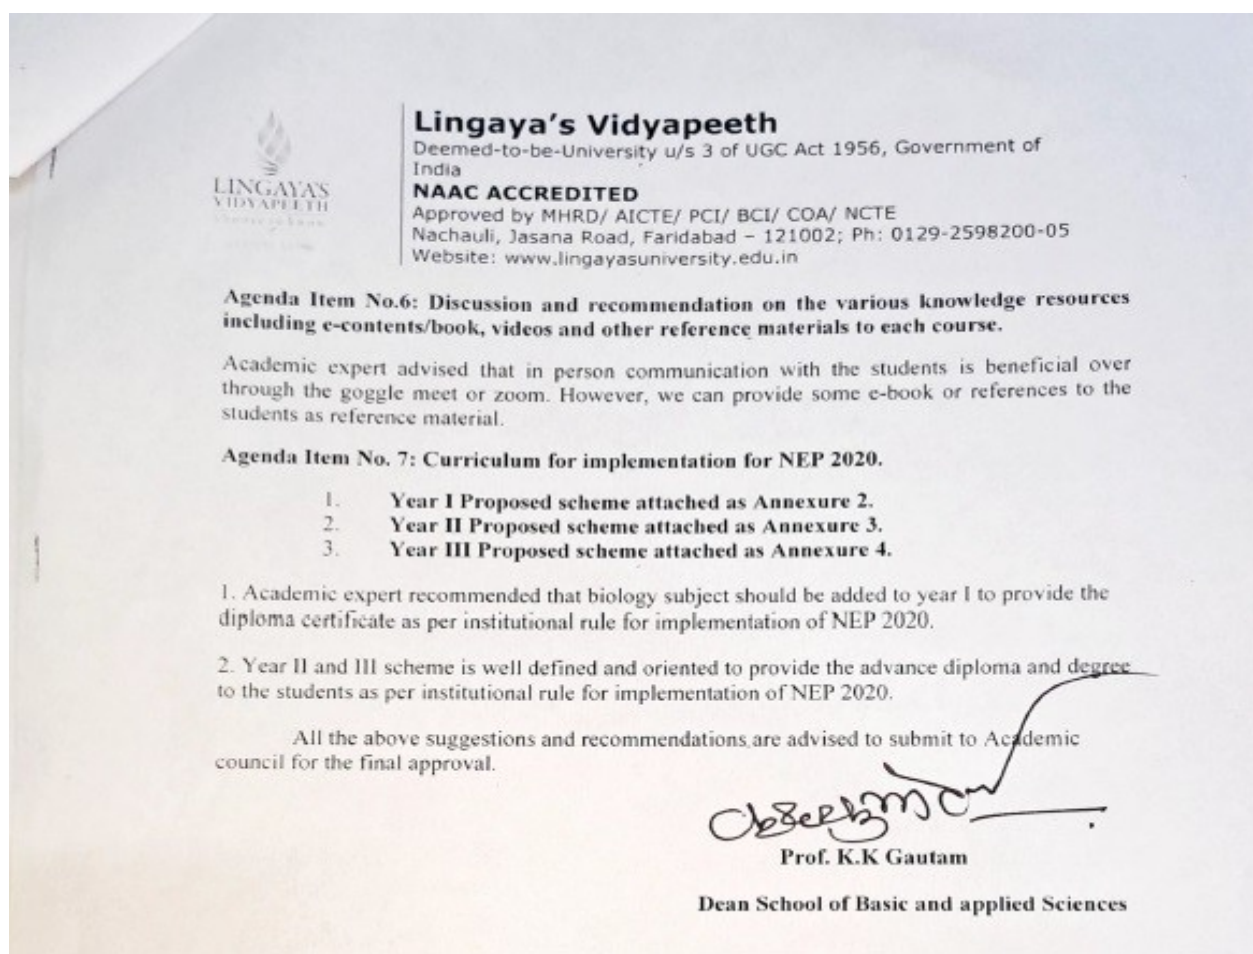 LINGAYA'S
VIDYAPEETH
Lingaya's Vidyapeeth
Deemed-to-be-University u/s 3 of UGC Act 1956, Government of
India
NAAC ACCREDITED
Approved by MHRD/ AICTE/ PCI/ BCI/ COA/ NCTE
Nachauli, Jasana Road, Faridabad – 121002; Ph: 0129-2598200-05
Website: www.lingayasuniversity.edu.in
Agenda Item No.6: Discussion and recommendation on the various knowledge resources
including e-contents/book, videos and other reference materials to each course.
Academic expert advised that in person communication with the students is beneficial over
through the goggle meet or zoom. However, we can provide some e-book or references to the
students as reference material.
Agenda Item No. 7: Curriculum for implementation for NEP 2020.
1. Year I Proposed scheme attached as Annexure 2.
2. Year II Proposed scheme attached as Annexure 3.
3. Year III Proposed scheme attached as Annexure 4.
1. Academic expert recommended that biology subject should be added to year I to provide the
diploma certificate as per institutional rule for implementation of NEP 2020.
2. Year II and III scheme is well defined and oriented to provide the advance diploma and degree
to the students as per institutional rule for implementation of NEP 2020.
All the above suggestions and recommendations are advised to submit to Academic
council for the final approval.
Prof. K.K Gautam
Dean School of Basic and applied Sciences